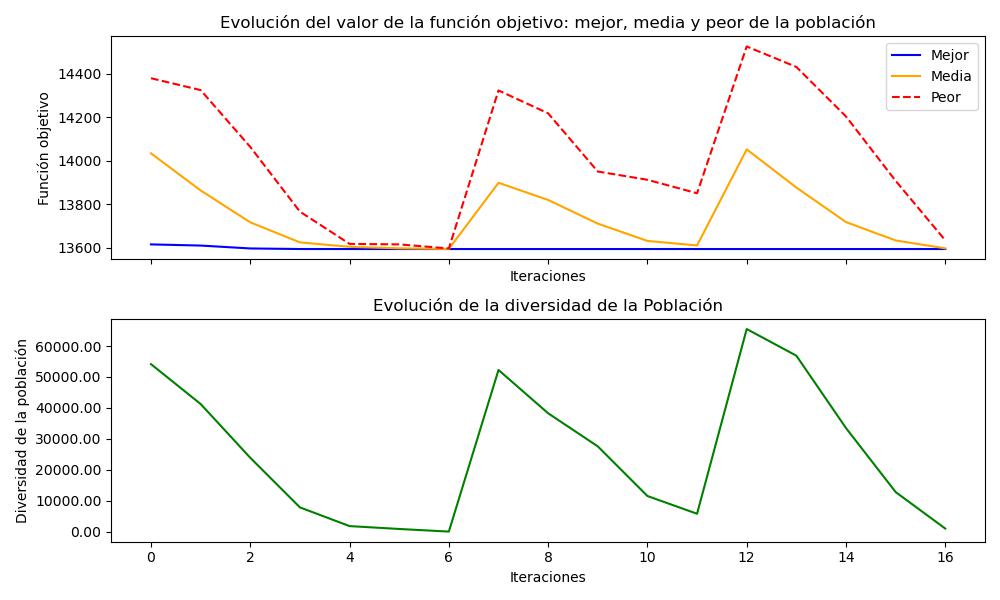 Evolución del valor de la función objetivo: mejor, media y peor de la población
Función objetivo
14400
14200
14000
13800
13600
Mejor
Media
Peor
Iteraciones
Evolución de la diversidad de la Población
Diversidad de la población
60000.00
50000.00
40000.00
30000.00
20000.00
10000.00
0.00
0 2 4 6 8 10 12 14 16
Iteraciones